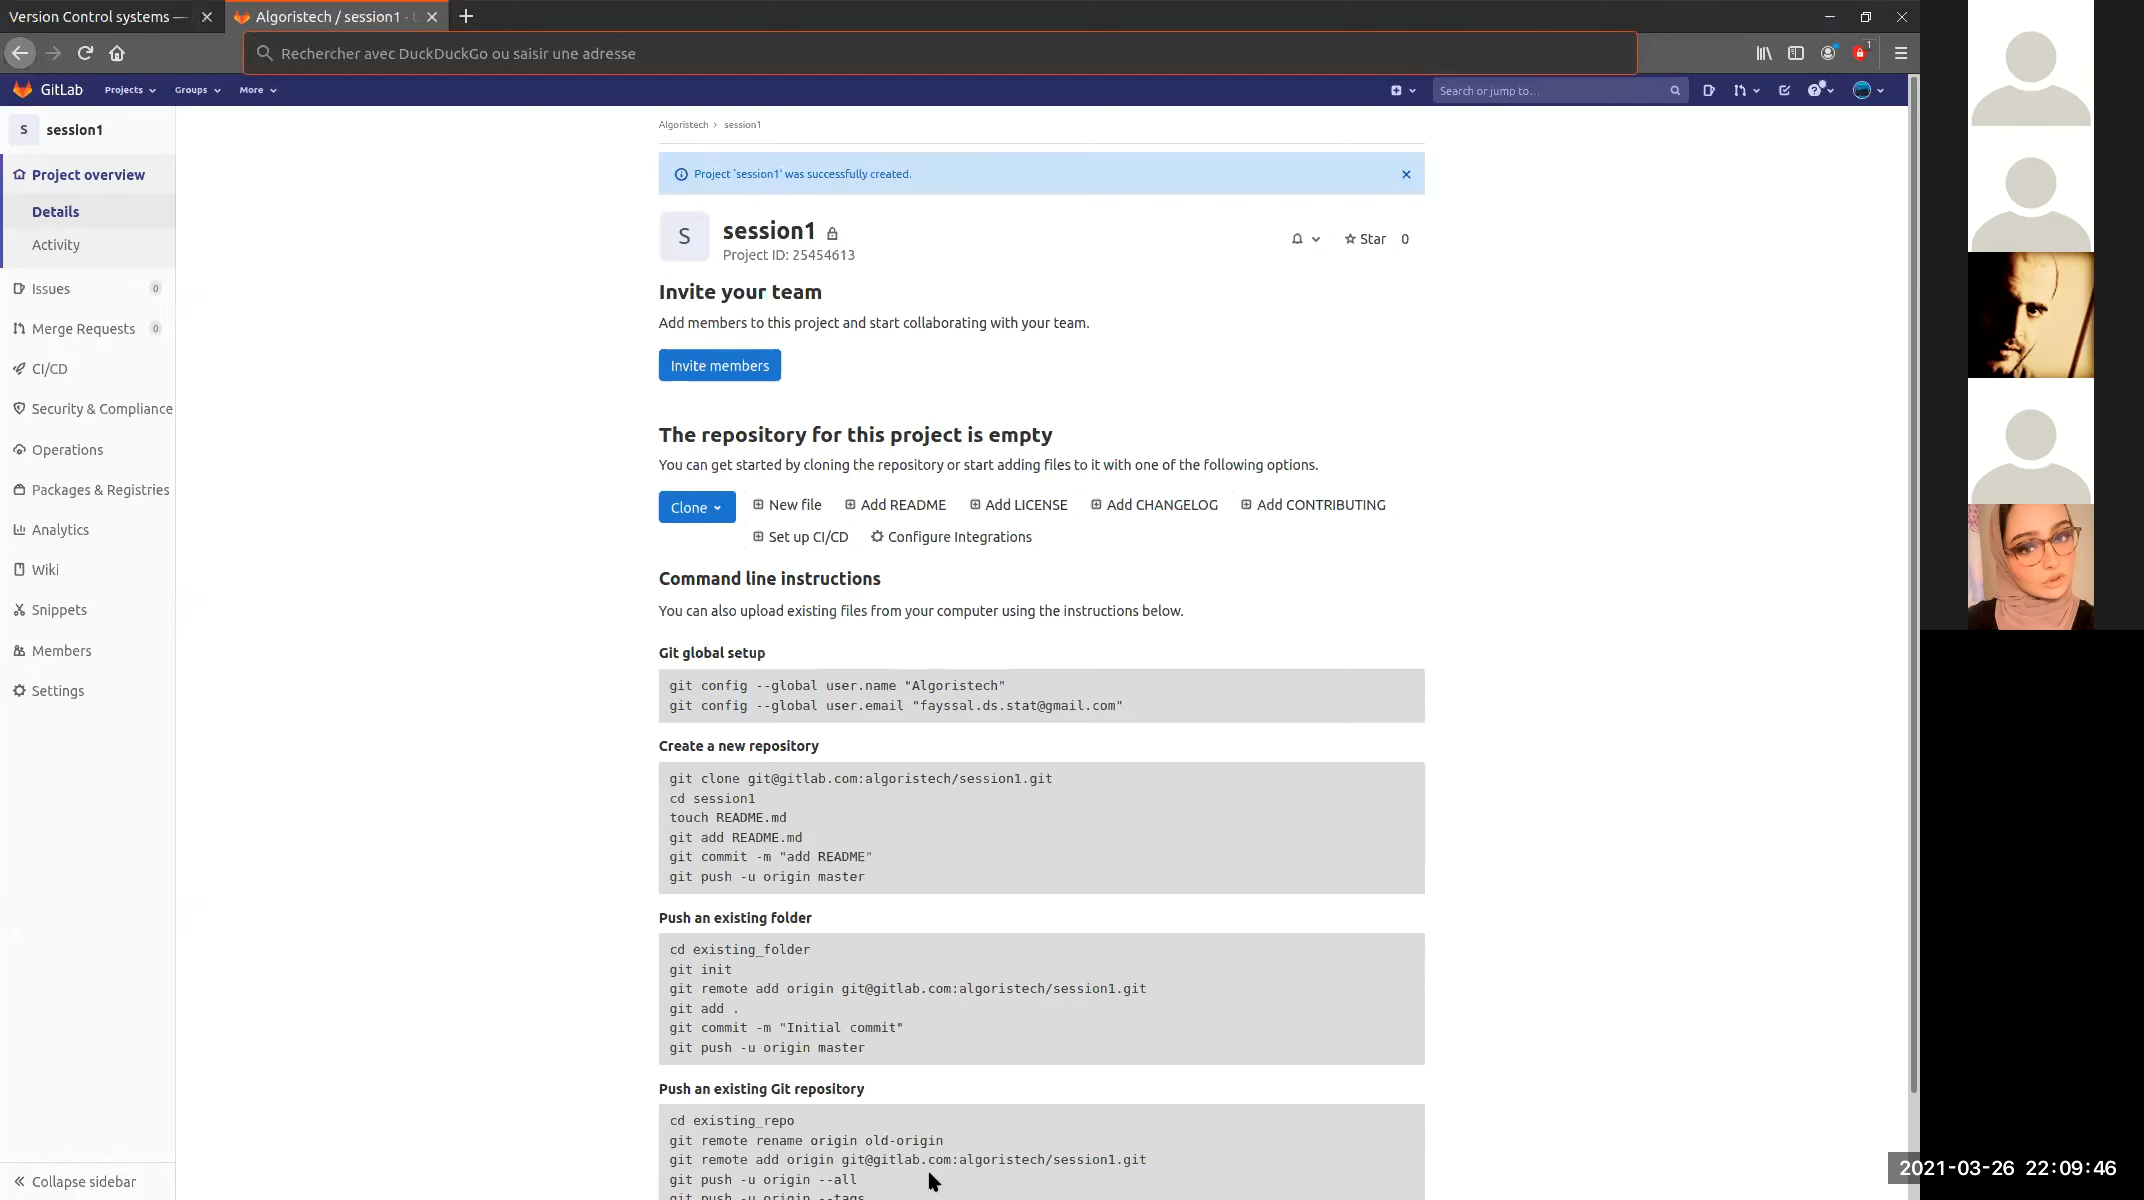 Version Control systems —
Algoristech / session1 ·
Rechercher avec DuckDuckGo ou saisir une adresse
1
GitLab
Projects
Groups
More
Search or jump to…
S
session1
Project overview
Details
Activity
Issues
0
Merge Requests
0
CI/CD
Security & Compliance
Operations
Packages & Registries
Analytics
Wiki
Snippets
Members
Settings
Collapse sidebar
Algoristech › session1
Project 'session1' was successfully created.
S
session1
Project ID: 25454613
Star 0
Invite your team
Add members to this project and start collaborating with your team.
Invite members
The repository for this project is empty
You can get started by cloning the repository or start adding files to it with one of the following options.
Clone
New file
Add README
Add LICENSE
Add CHANGELOG
Add CONTRIBUTING
Set up CI/CD
Configure Integrations
Command line instructions
You can also upload existing files from your computer using the instructions below.
Git global setup
git config --global user.name "Algoristech"
git config --global user.email "fayssal.ds.stat@gmail.com"
Create a new repository
git clone git@gitlab.com:algoristech/session1.git
cd session1
touch README.md
git add README.md
git commit -m "add README"
git push -u origin master
Push an existing folder
cd existing_folder
git init
git remote add origin git@gitlab.com:algoristech/session1.git
git add .
git commit -m "Initial commit"
git push -u origin master
Push an existing Git repository
cd existing_repo
git remote rename origin old-origin
git remote add origin git@gitlab.com:algoristech/session1.git
git push -u origin --all
git push -u origin --tags
2021-03-26 22:09:46